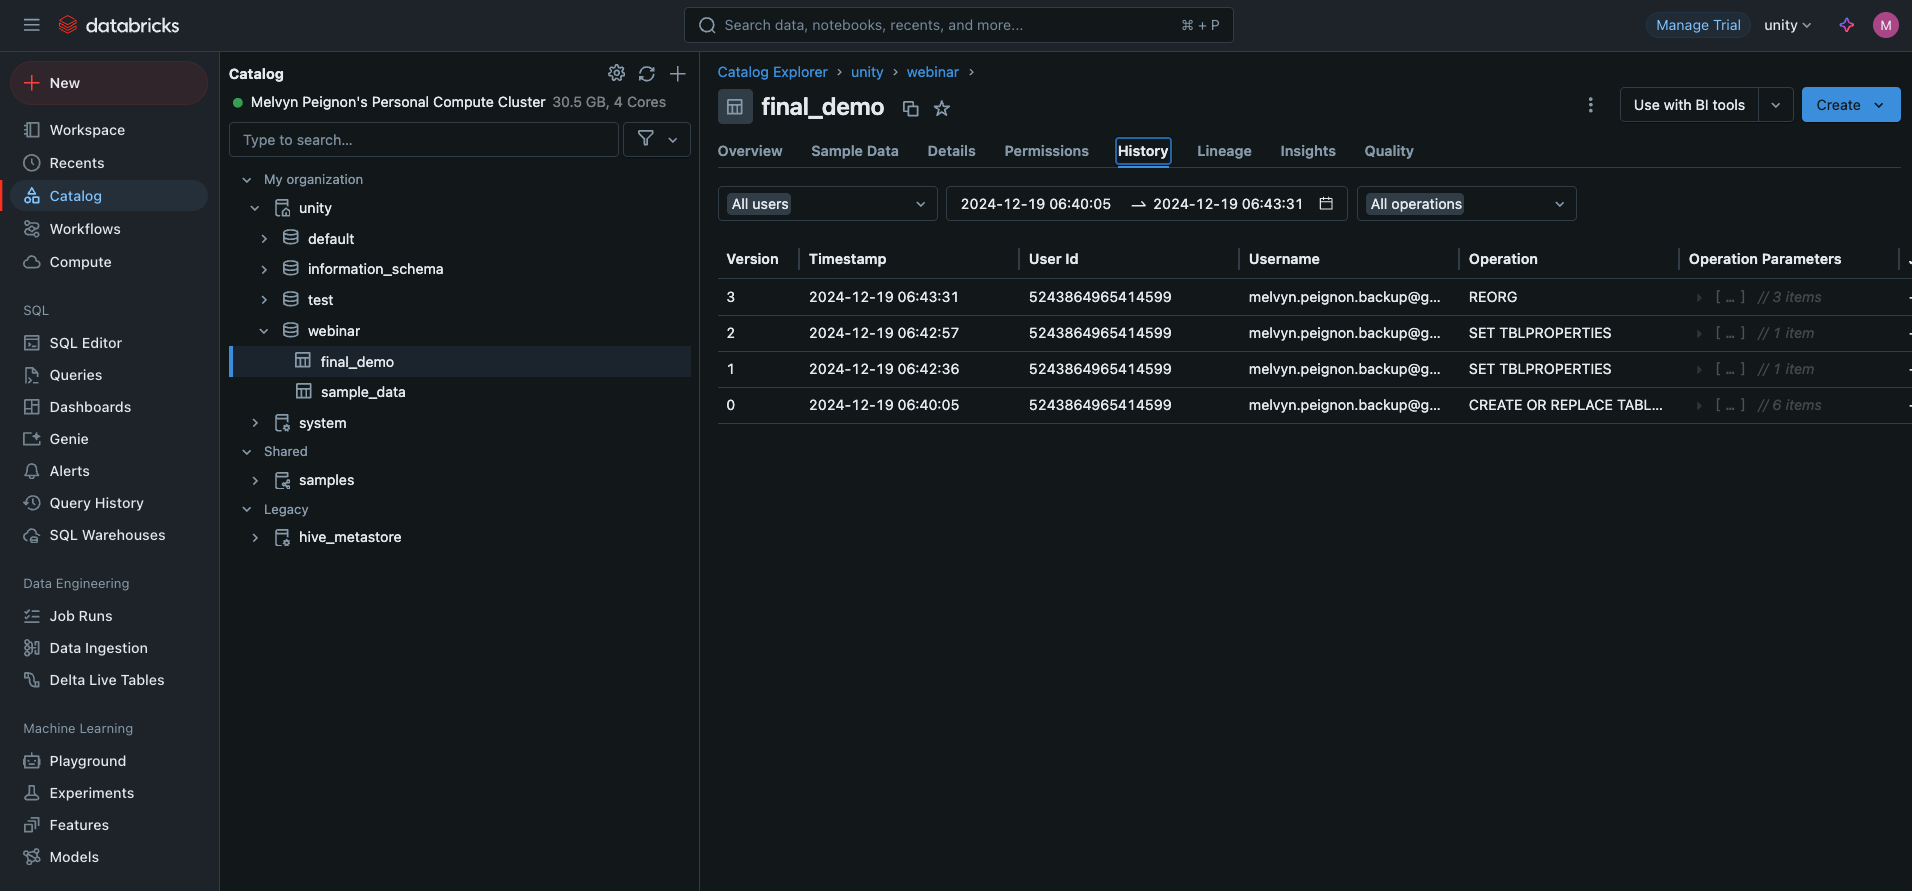 databricks
Search data, notebooks, recents, and more...
⌘ + P
Manage Trial
unity
M
New
Workspace
Recents
Catalog
Workflows
Compute
SQL
SQL Editor
Queries
Dashboards
Genie
Alerts
Query History
SQL Warehouses
Data Engineering
Job Runs
Data Ingestion
Delta Live Tables
Machine Learning
Playground
Experiments
Features
Models
Catalog
Melvyn Peignon's Personal Compute Cluster 30.5 GB, 4 Cores
Type to search...
My organization
unity
default
information_schema
test
webinar
final_demo
sample_data
system
Shared
samples
Legacy
hive_metastore
Catalog Explorer > unity > webinar >
final_demo
Use with BI tools
Create
Overview Sample Data Details Permissions History Lineage Insights Quality
All users
2024-12-19 06:40:05 → 2024-12-19 06:43:31
All operations
Version Timestamp User Id Username Operation Operation Parameters
3 2024-12-19 06:43:31 5243864965414599 melvyn.peignon.backup@g... REORG [ ... ] // 3 items
2 2024-12-19 06:42:57 5243864965414599 melvyn.peignon.backup@g... SET TBLPROPERTIES [ ... ] // 1 item
1 2024-12-19 06:42:36 5243864965414599 melvyn.peignon.backup@g... SET TBLPROPERTIES [ ... ] // 1 item
0 2024-12-19 06:40:05 5243864965414599 melvyn.peignon.backup@g... CREATE OR REPLACE TABL... [ ... ] // 6 items